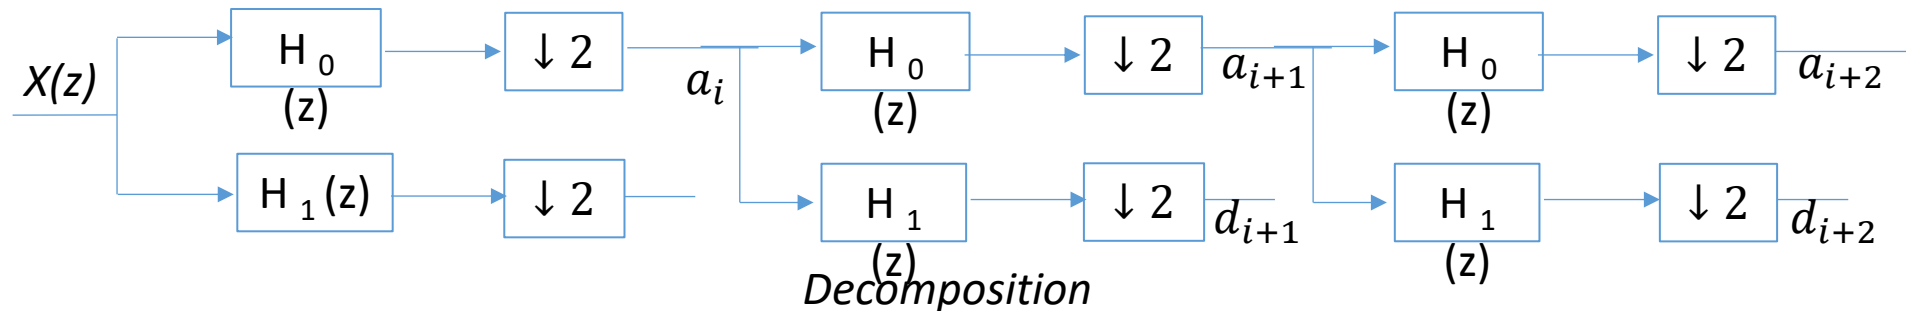 X(z)
H 0 (z)
↓ 2
a_i
H 0 (z)
↓ 2
a_{i+1}
H 0 (z)
↓ 2
a_{i+2}
H 1 (z)
↓ 2
H 1 (z)
↓ 2
d_{i+1}
H 1 (z)
↓ 2
d_{i+2}
Decomposition